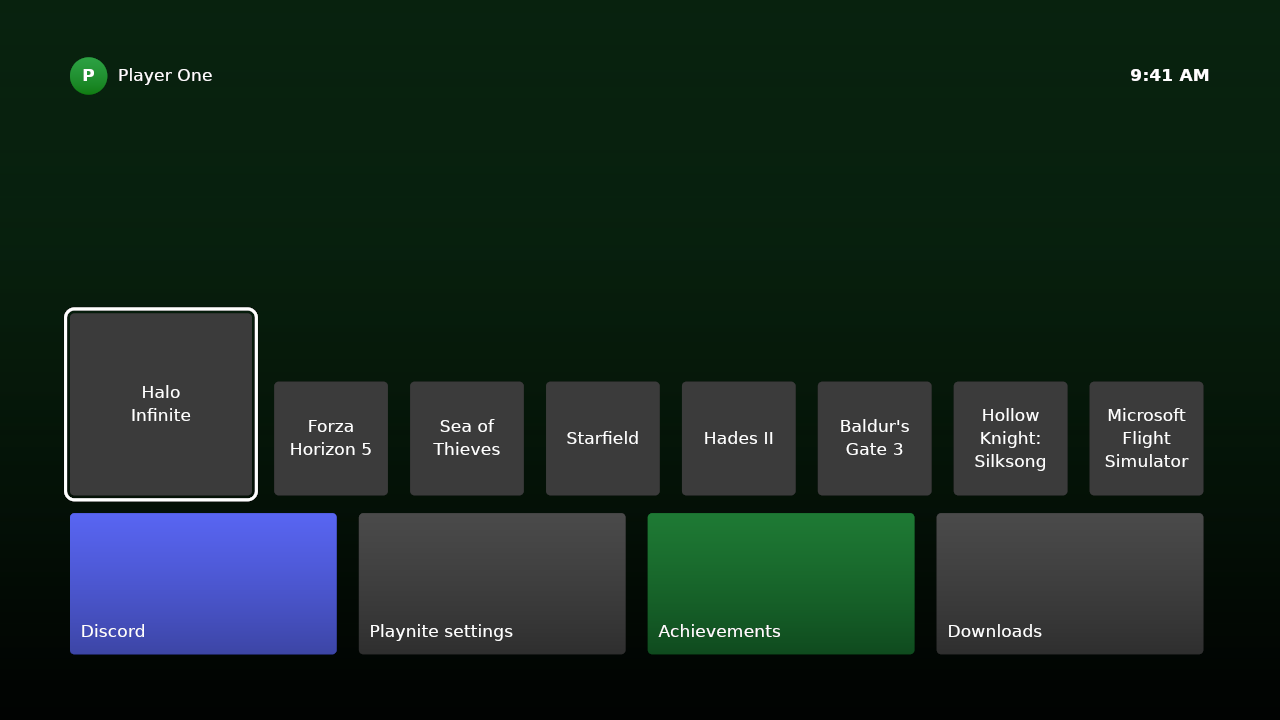 P
Player One
9:41 AM
Halo
Infinite
Forza
Horizon 5
Sea of
Thieves
Starfield
Hades II
Baldur's
Gate 3
Hollow
Knight:
Silksong
Microsoft
Flight
Simulator
Discord
Playnite settings
Achievements
Downloads